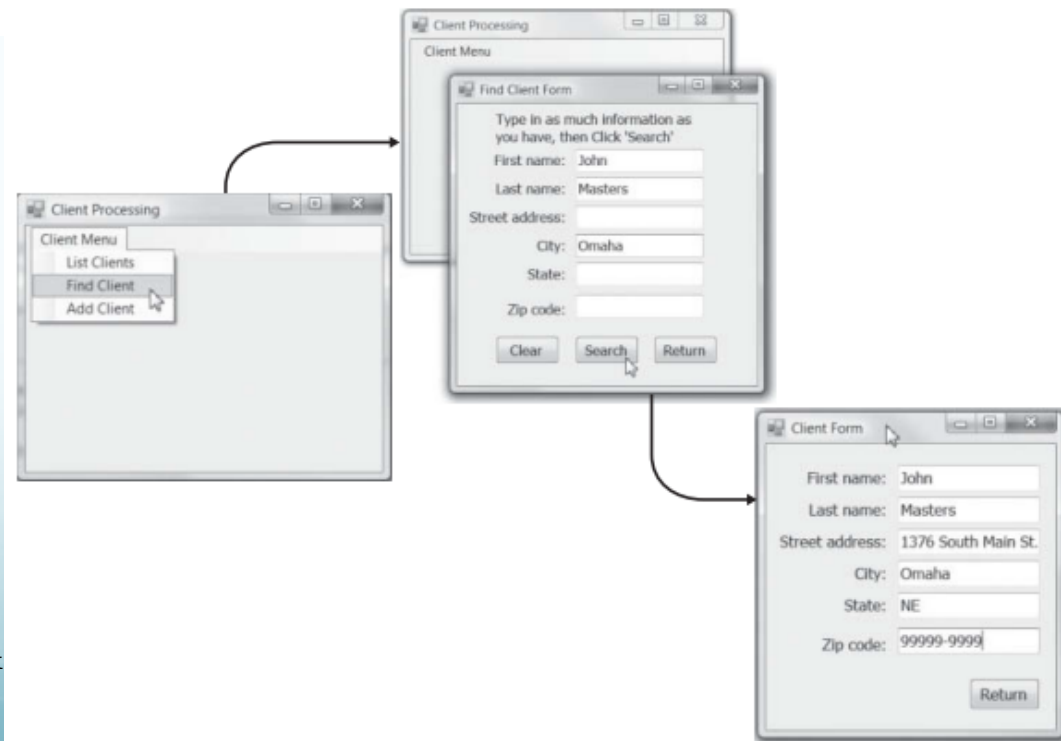 Client Processing
Client Menu
List Clients
Find Client
Add Client
Client Processing
Client Menu
Find Client Form
Type in as much information as
you have, then Click 'Search'
First name: John
Last name: Masters
Street address:
City: Omaha
State:
Zip code:
Clear Search Return
Client Form
First name: John
Last name: Masters
Street address: 1376 South Main St.
City: Omaha
State: NE
Zip code: 99999-9999
Return